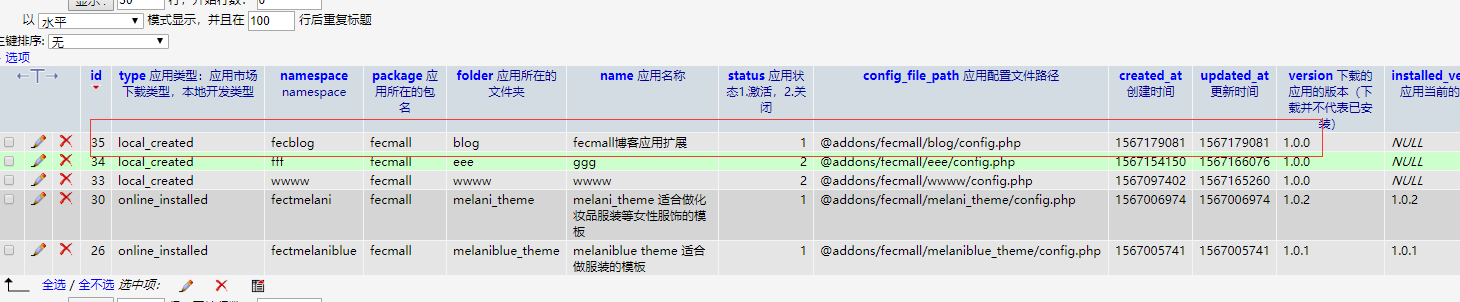 显示： 30 行，开始行数： 0
以 水平 模式显示，并且在 100 行后重复标题
主键排序: 无
选项
id type 应用类型：应用市场下载类型，本地开发类型 namespace namespace package 应用所在的包名 folder 应用所在的文件夹 name 应用名称 status 应用状态1.激活，2.关闭 config_file_path 应用配置文件路径 created_at 创建时间 updated_at 更新时间 version 下载的应用的版本（下载并不代表已安装） installed_ve 应用当前的
35 local_created fecblog fecmall blog fecmall博客应用扩展 1 @addons/fecmall/blog/config.php 1567179081 1567179081 1.0.0 NULL
34 local_created fff fecmall eee ggg 2 @addons/fecmall/eee/config.php 1567154150 1567166076 1.0.0 NULL
33 local_created wwww fecmall wwww wwww 2 @addons/fecmall/wwww/config.php 1567097402 1567165260 1.0.0 NULL
30 online_installed fectmelani fecmall melani_theme melani_theme 适合做化妆品服装等女性服饰的模板 1 @addons/fecmall/melani_theme/config.php 1567006974 1567006974 1.0.2 1.0.2
26 online_installed fectmelaniblue fecmall melaniblue_theme melaniblue theme 适合做服装的模板 1 @addons/fecmall/melaniblue_theme/config.php 1567005741 1567005741 1.0.1 1.0.1
全选 / 全不选 选中项：